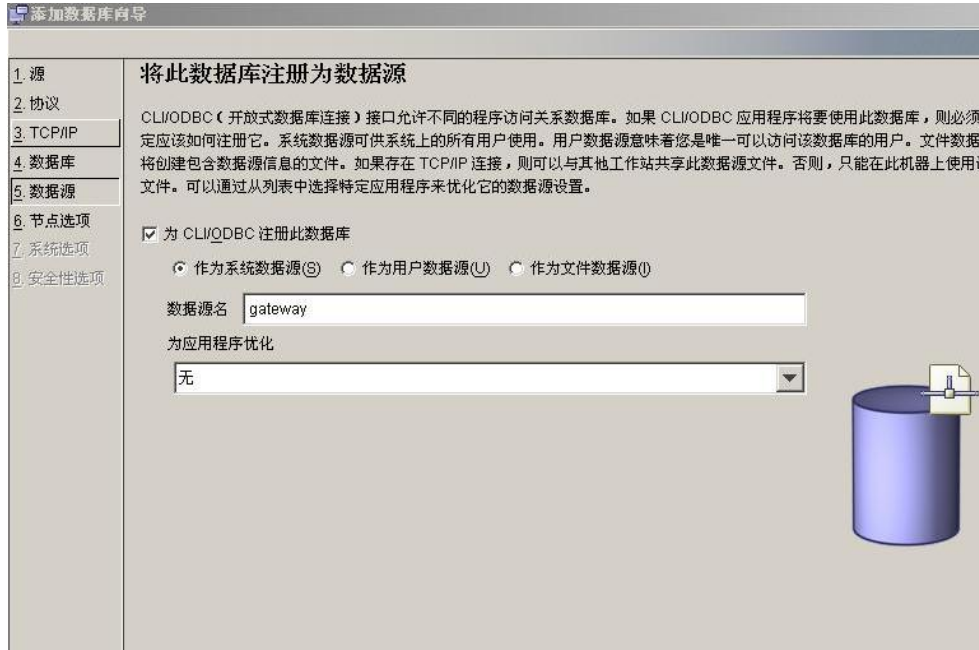 添加数据库向导
1. 源
2. 协议
3. TCP/IP
4. 数据库
5. 数据源
6. 节点选项
7. 系统选项
8. 安全性选项
将此数据库注册为数据源
CLI/ODBC（开放式数据库连接）接口允许不同的程序访问关系数据库。如果 CLI/ODBC 应用程序将要使用此数据库，则必须
定应该如何注册它。系统数据源可供系统上的所有用户使用。用户数据源意味着您是唯一可以访问该数据库的用户。文件数据
将创建包含数据源信息的文件。如果存在 TCP/IP 连接，则可以与其他工作站共享此数据源文件。否则，只能在此机器上使用
文件。可以通过从列表中选择特定应用程序来优化它的数据源设置。
为 CLI/ODBC 注册此数据库
作为系统数据源(S) 作为用户数据源(U) 作为文件数据源(I)
数据源名 gateway
为应用程序优化
无